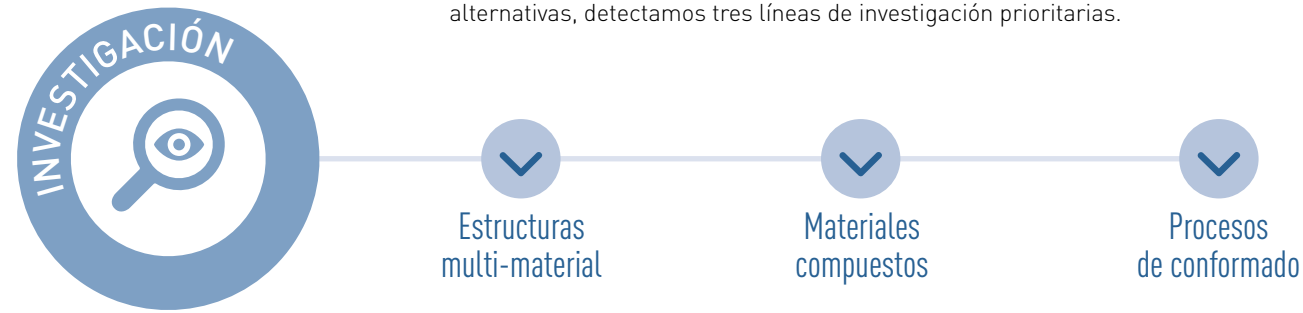 alternativas, detectamos tres líneas de investigación prioritarias.
INVESTIGACIÓN
Estructuras
multi-material
Materiales
compuestos
Procesos
de conformado